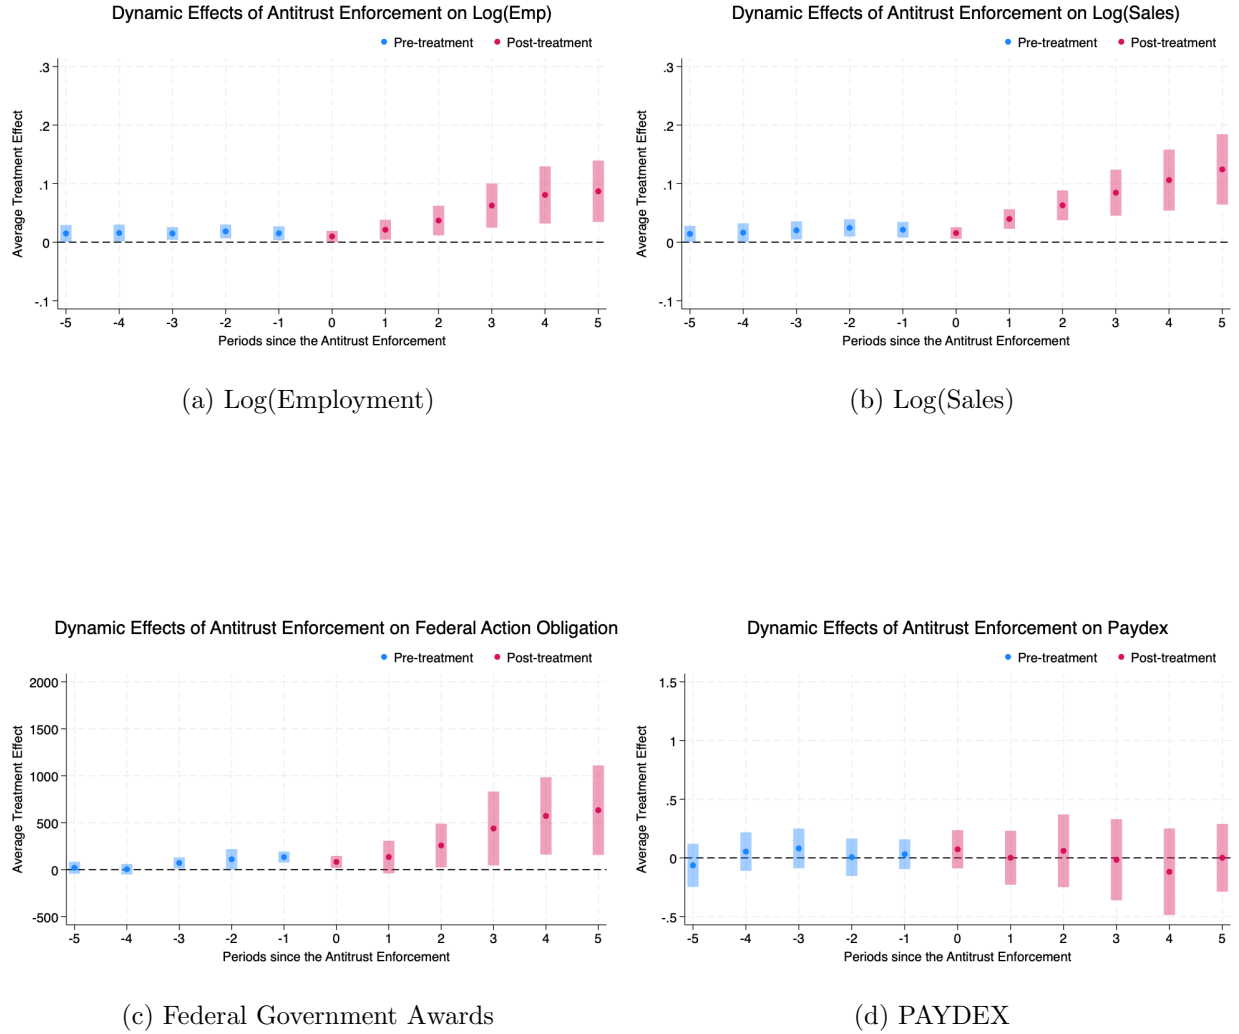 Dynamic Effects of Antitrust Enforcement on Log(Emp)
Pre-treatment Post-treatment
Average Treatment Effect
.3
.2
.1
0
-.1
-5 -4 -3 -2 -1 0 1 2 3 4 5
Periods since the Antitrust Enforcement
(a) Log(Employment)
Dynamic Effects of Antitrust Enforcement on Log(Sales)
Pre-treatment Post-treatment
Average Treatment Effect
.3
.2
.1
0
-.1
-5 -4 -3 -2 -1 0 1 2 3 4 5
Periods since the Antitrust Enforcement
(b) Log(Sales)
Dynamic Effects of Antitrust Enforcement on Federal Action Obligation
Pre-treatment Post-treatment
Average Treatment Effect
2000
1500
1000
500
0
-500
-5 -4 -3 -2 -1 0 1 2 3 4 5
Periods since the Antitrust Enforcement
(c) Federal Government Awards
Dynamic Effects of Antitrust Enforcement on Paydex
Pre-treatment Post-treatment
Average Treatment Effect
1.5
1
.5
0
-.5
-5 -4 -3 -2 -1 0 1 2 3 4 5
Periods since the Antitrust Enforcement
(d) PAYDEX